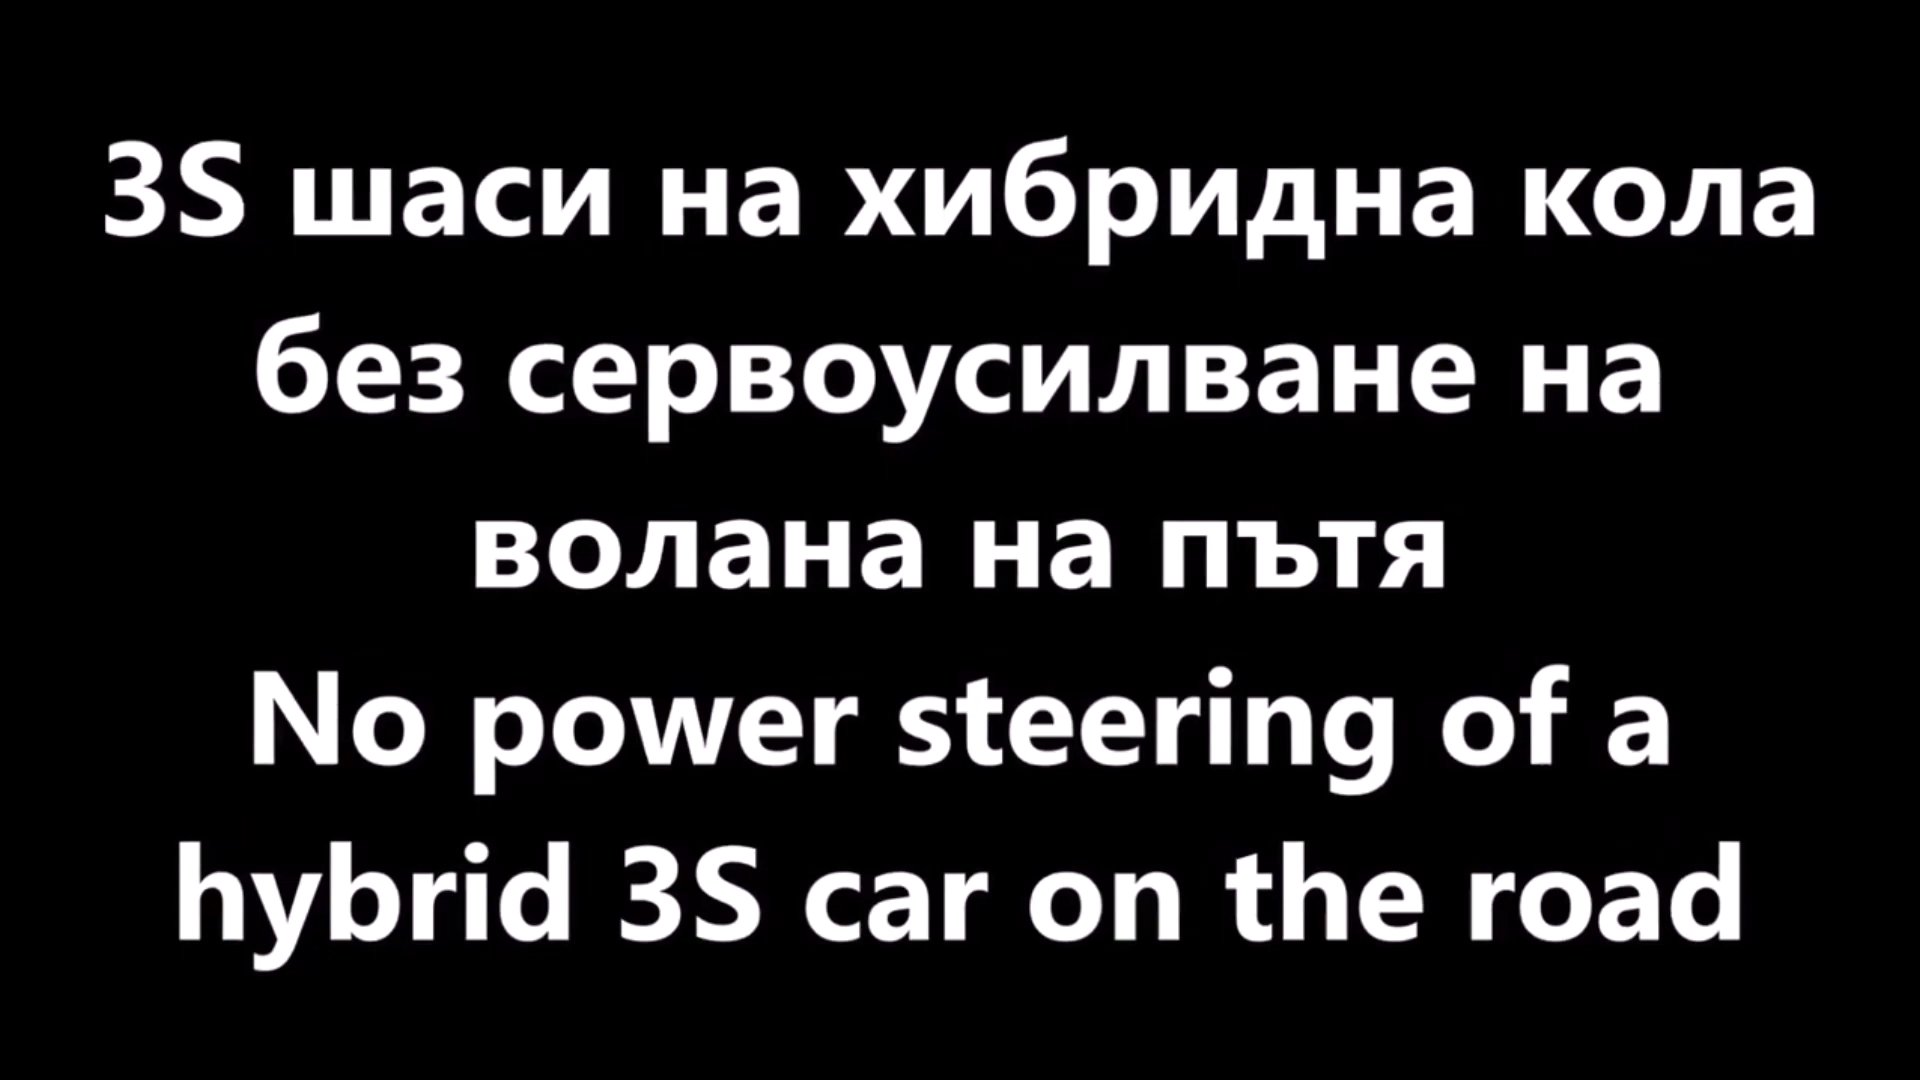 3S шаси на хибридна кола
без сервоусилване на
волана на пътя
No power steering of a
hybrid 3S car on the road